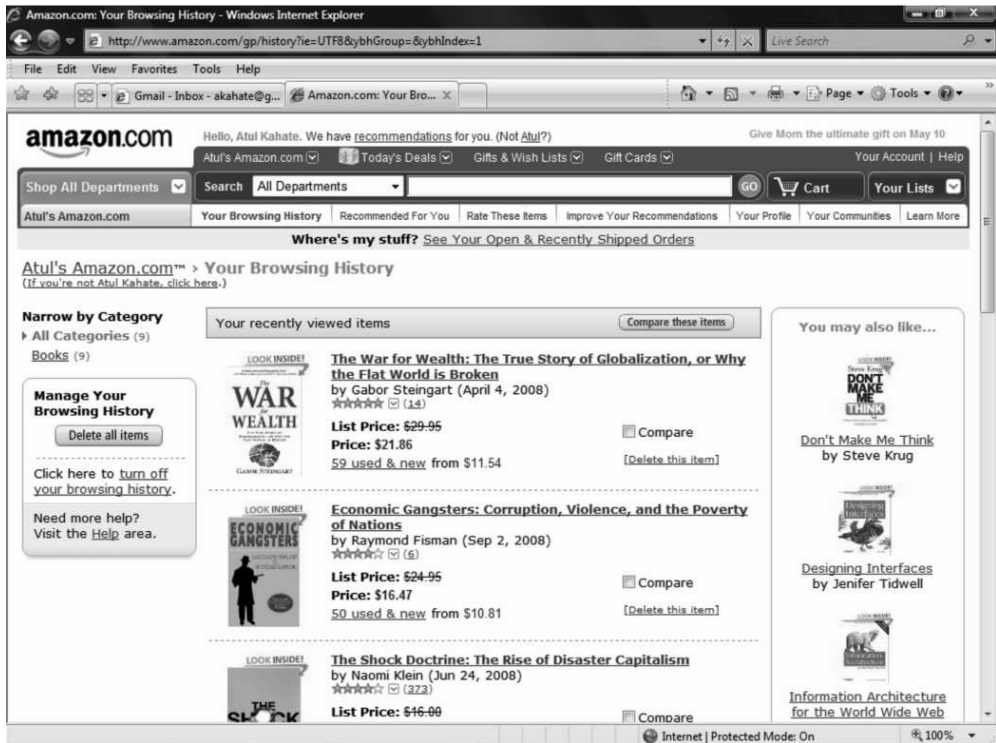 Amazon.com: Your Browsing History - Windows Internet Explorer
http://www.amazon.com/gp/history?ie=UTF8&ybhGroup=&ybhIndex=1
Live Search
File Edit View Favorites Tools Help
Gmail - Inbox - akahate@g...
Amazon.com: Your Bro...
Page Tools
amazon.com
Hello, Atul Kahate. We have recommendations for you. (Not Atul?)
Give Mom the ultimate gift on May 10
Atul's Amazon.com Today's Deals Gifts & Wish Lists Gift Cards
Your Account | Help
Shop All Departments
Search All Departments GO
Cart
Your Lists
Atul's Amazon.com
Your Browsing History Recommended For You Rate These Items Improve Your Recommendations Your Profile Your Communities Learn More
Where's my stuff? See Your Open & Recently Shipped Orders
Atul's Amazon.com™ > Your Browsing History
(If you're not Atul Kahate, click here.)
Narrow by Category
All Categories (9)
Books (9)
Manage Your
Browsing History
Delete all items
Click here to turn off
your browsing history.
Need more help?
Visit the Help area.
Your recently viewed items
Compare these items
LOOK INSIDE!
The
WAR
for
WEALTH
GABOR STEINGART
The War for Wealth: The True Story of Globalization, or Why
the Flat World is Broken
by Gabor Steingart (April 4, 2008)
(14)
List Price: $29.95
Price: $21.86
59 used & new from $11.54
Compare
[Delete this item]
LOOK INSIDE!
ECONOMIC
GANGSTERS
Economic Gangsters: Corruption, Violence, and the Poverty
of Nations
by Raymond Fisman (Sep 2, 2008)
(6)
List Price: $24.95
Price: $16.47
50 used & new from $10.81
Compare
[Delete this item]
LOOK INSIDE!
THE
SHOCK
The Shock Doctrine: The Rise of Disaster Capitalism
by Naomi Klein (Jun 24, 2008)
(373)
List Price: $16.00
Compare
You may also like...
Steve Krug
DON'T
MAKE
ME
THINK
Don't Make Me Think
by Steve Krug
Designing
Interfaces
Designing Interfaces
by Jenifer Tidwell
Information
Architecture
Information Architecture
for the World Wide Web
Internet | Protected Mode: On
100%